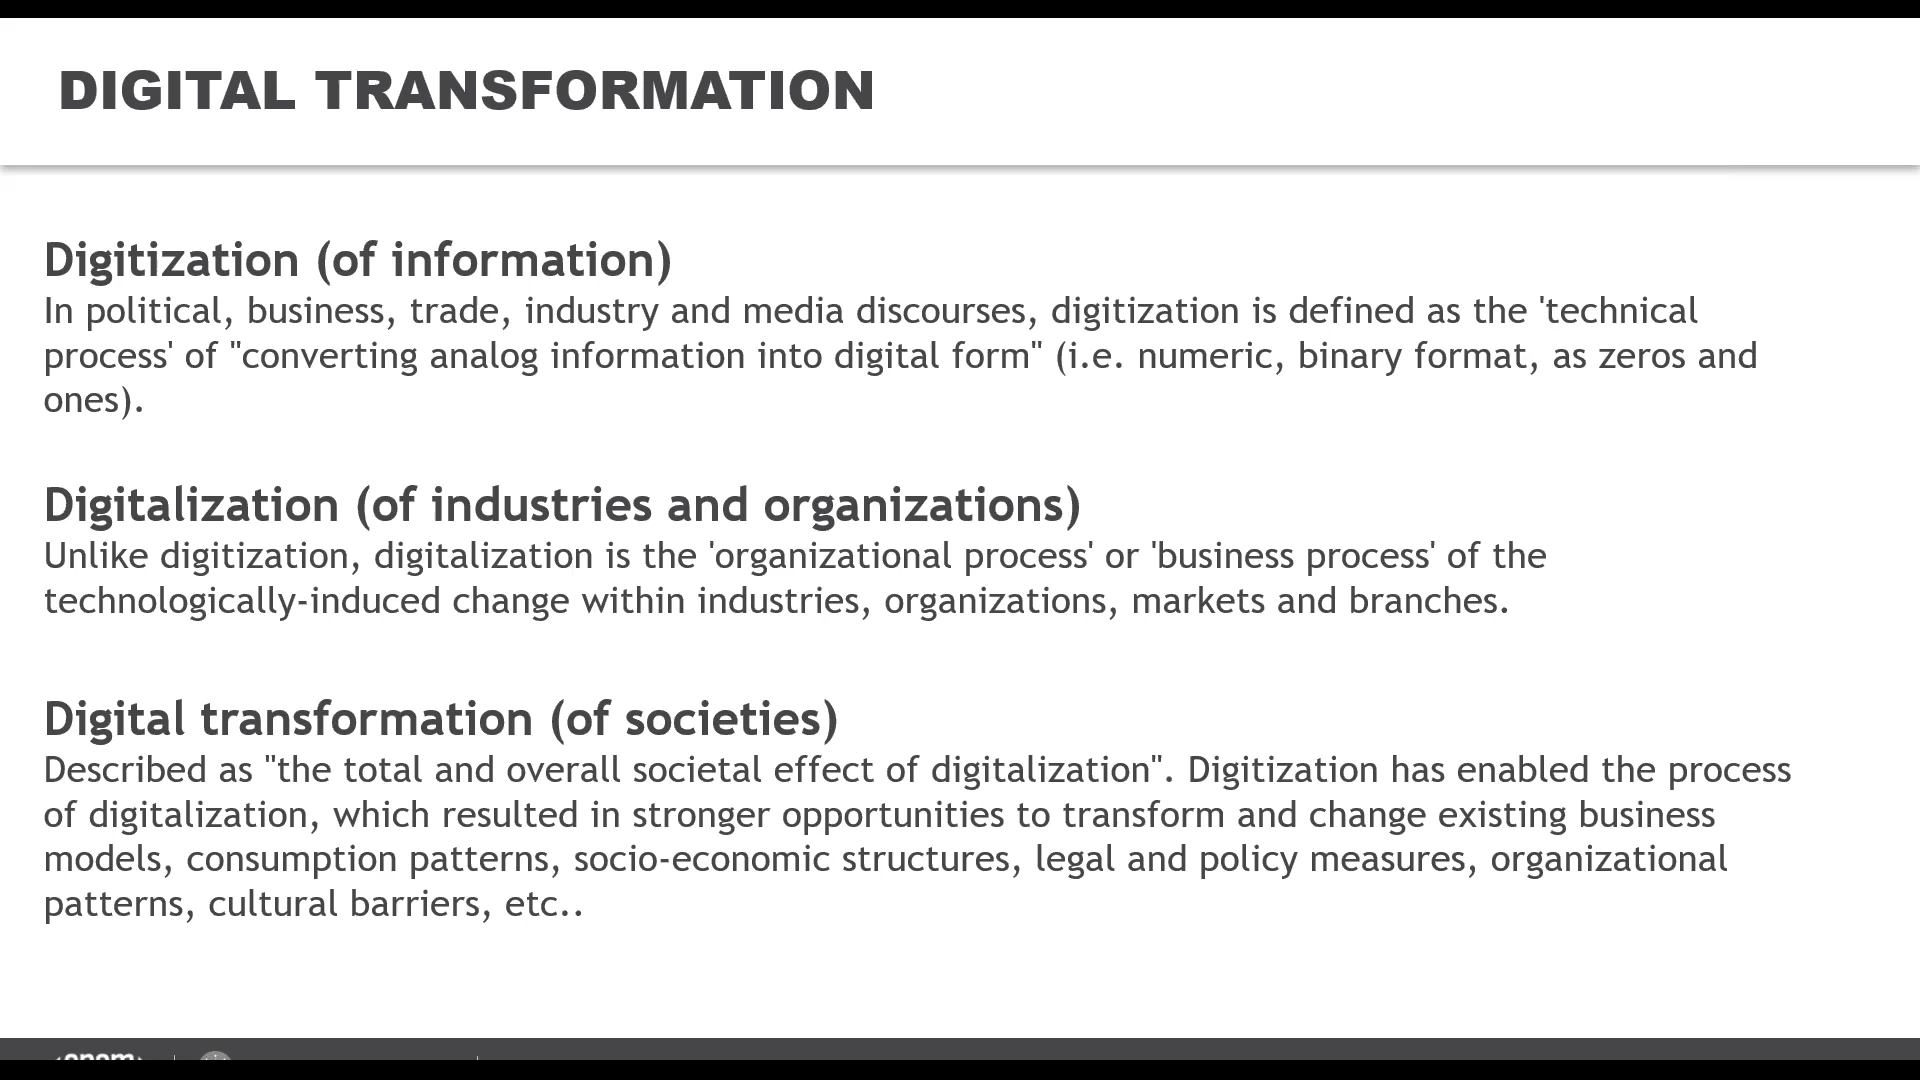 DIGITAL TRANSFORMATION
Digitization (of information)
In political, business, trade, industry and media discourses, digitization is defined as the 'technical
process' of "converting analog information into digital form" (i.e. numeric, binary format, as zeros and
ones).
Digitalization (of industries and organizations)
Unlike digitization, digitalization is the 'organizational process' or 'business process' of the
technologically-induced change within industries, organizations, markets and branches.
Digital transformation (of societies)
Described as "the total and overall societal effect of digitalization". Digitization has enabled the process
of digitalization, which resulted in stronger opportunities to transform and change existing business
models, consumption patterns, socio-economic structures, legal and policy measures, organizational
patterns, cultural barriers, etc..